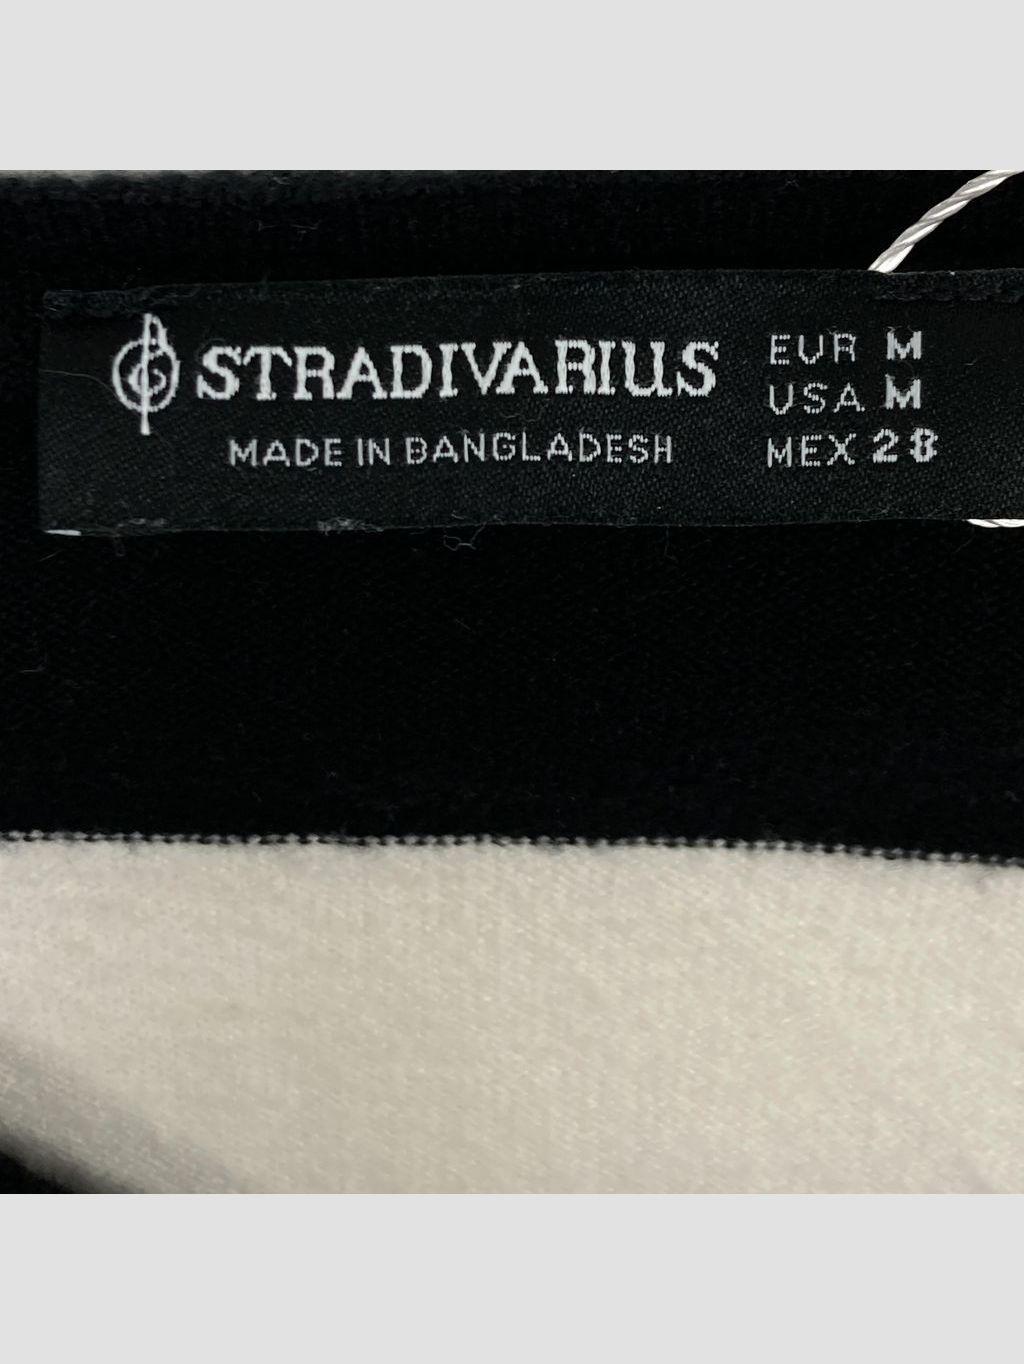 STRADIVARIUS
MADE IN BANGLADESH
EUR M
USA M
MEX 28